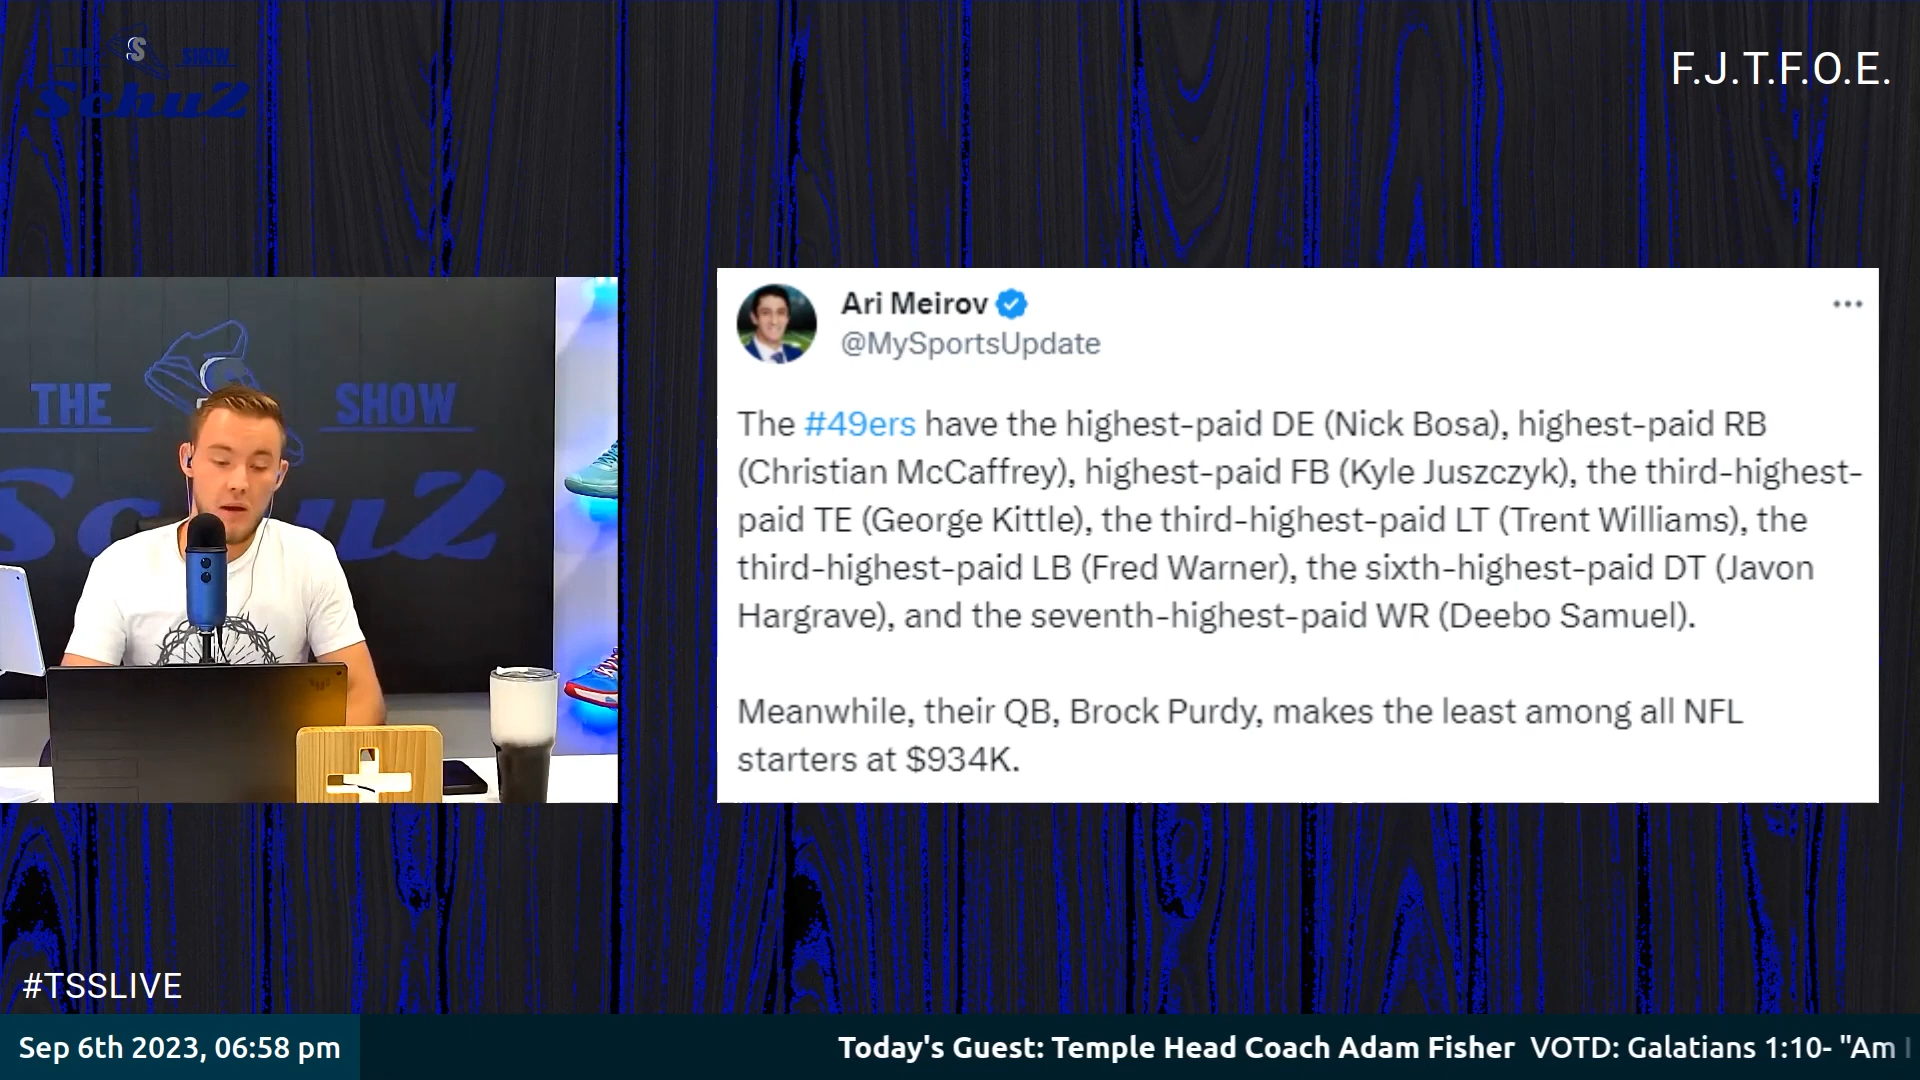 THE S SHOW
SchuZ
F.J.T.F.O.E.
THE SHOW
SchuZ
Ari Meirov
@MySportsUpdate
The #49ers have the highest-paid DE (Nick Bosa), highest-paid RB
(Christian McCaffrey), highest-paid FB (Kyle Juszczyk), the third-highest-
paid TE (George Kittle), the third-highest-paid LT (Trent Williams), the
third-highest-paid LB (Fred Warner), the sixth-highest-paid DT (Javon
Hargrave), and the seventh-highest-paid WR (Deebo Samuel).
Meanwhile, their QB, Brock Purdy, makes the least among all NFL
starters at $934K.
#TSSLIVE
Sep 6th 2023, 06:58 pm
Today's Guest: Temple Head Coach Adam Fisher VOTD: Galatians 1:10- "Am I